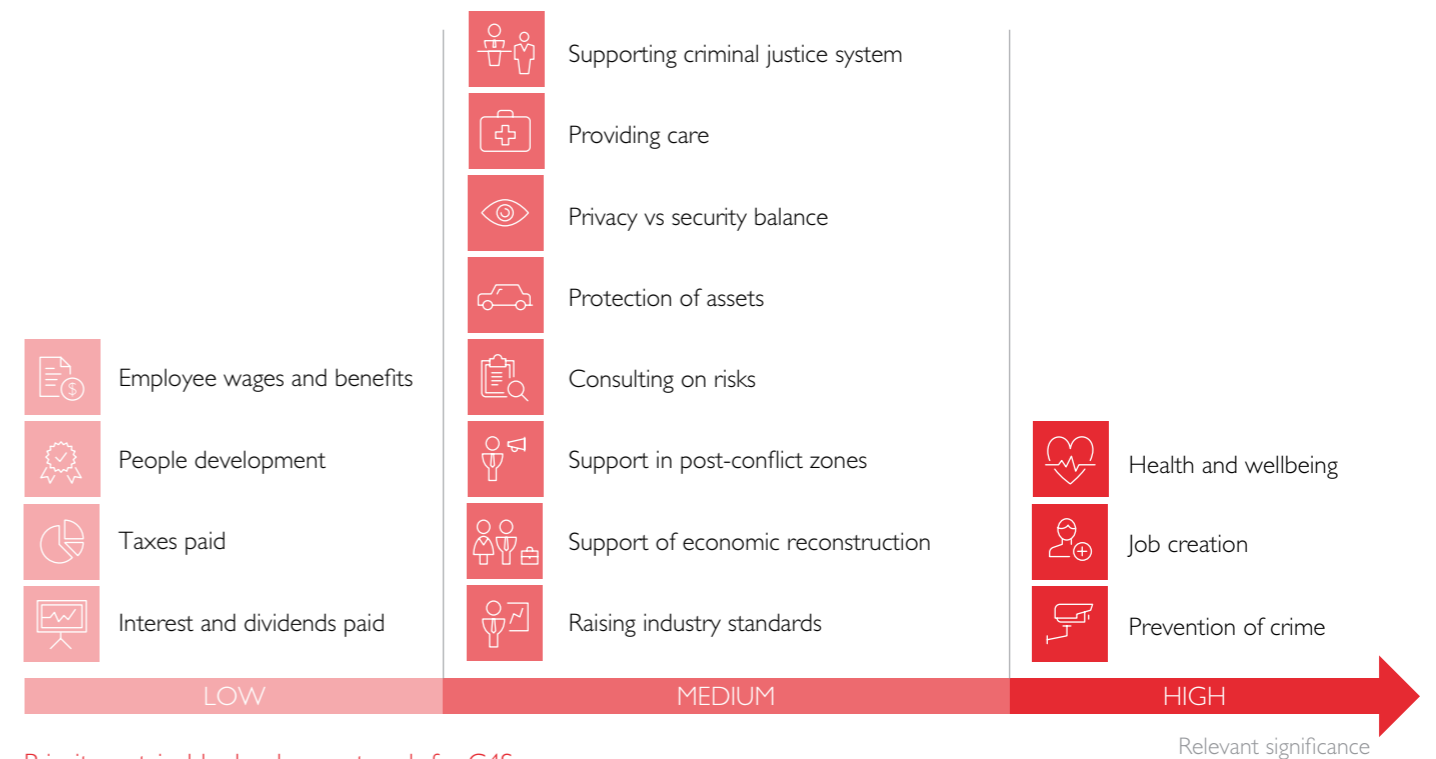 Supporting criminal justice system
Providing care
Privacy vs security balance
Protection of assets
Employee wages and benefits
Consulting on risks
People development
Support in post-conflict zones
Health and wellbeing
Taxes paid
Support of economic reconstruction
Job creation
Interest and dividends paid
Raising industry standards
Prevention of crime
LOW
MEDIUM
HIGH
Relevant significance